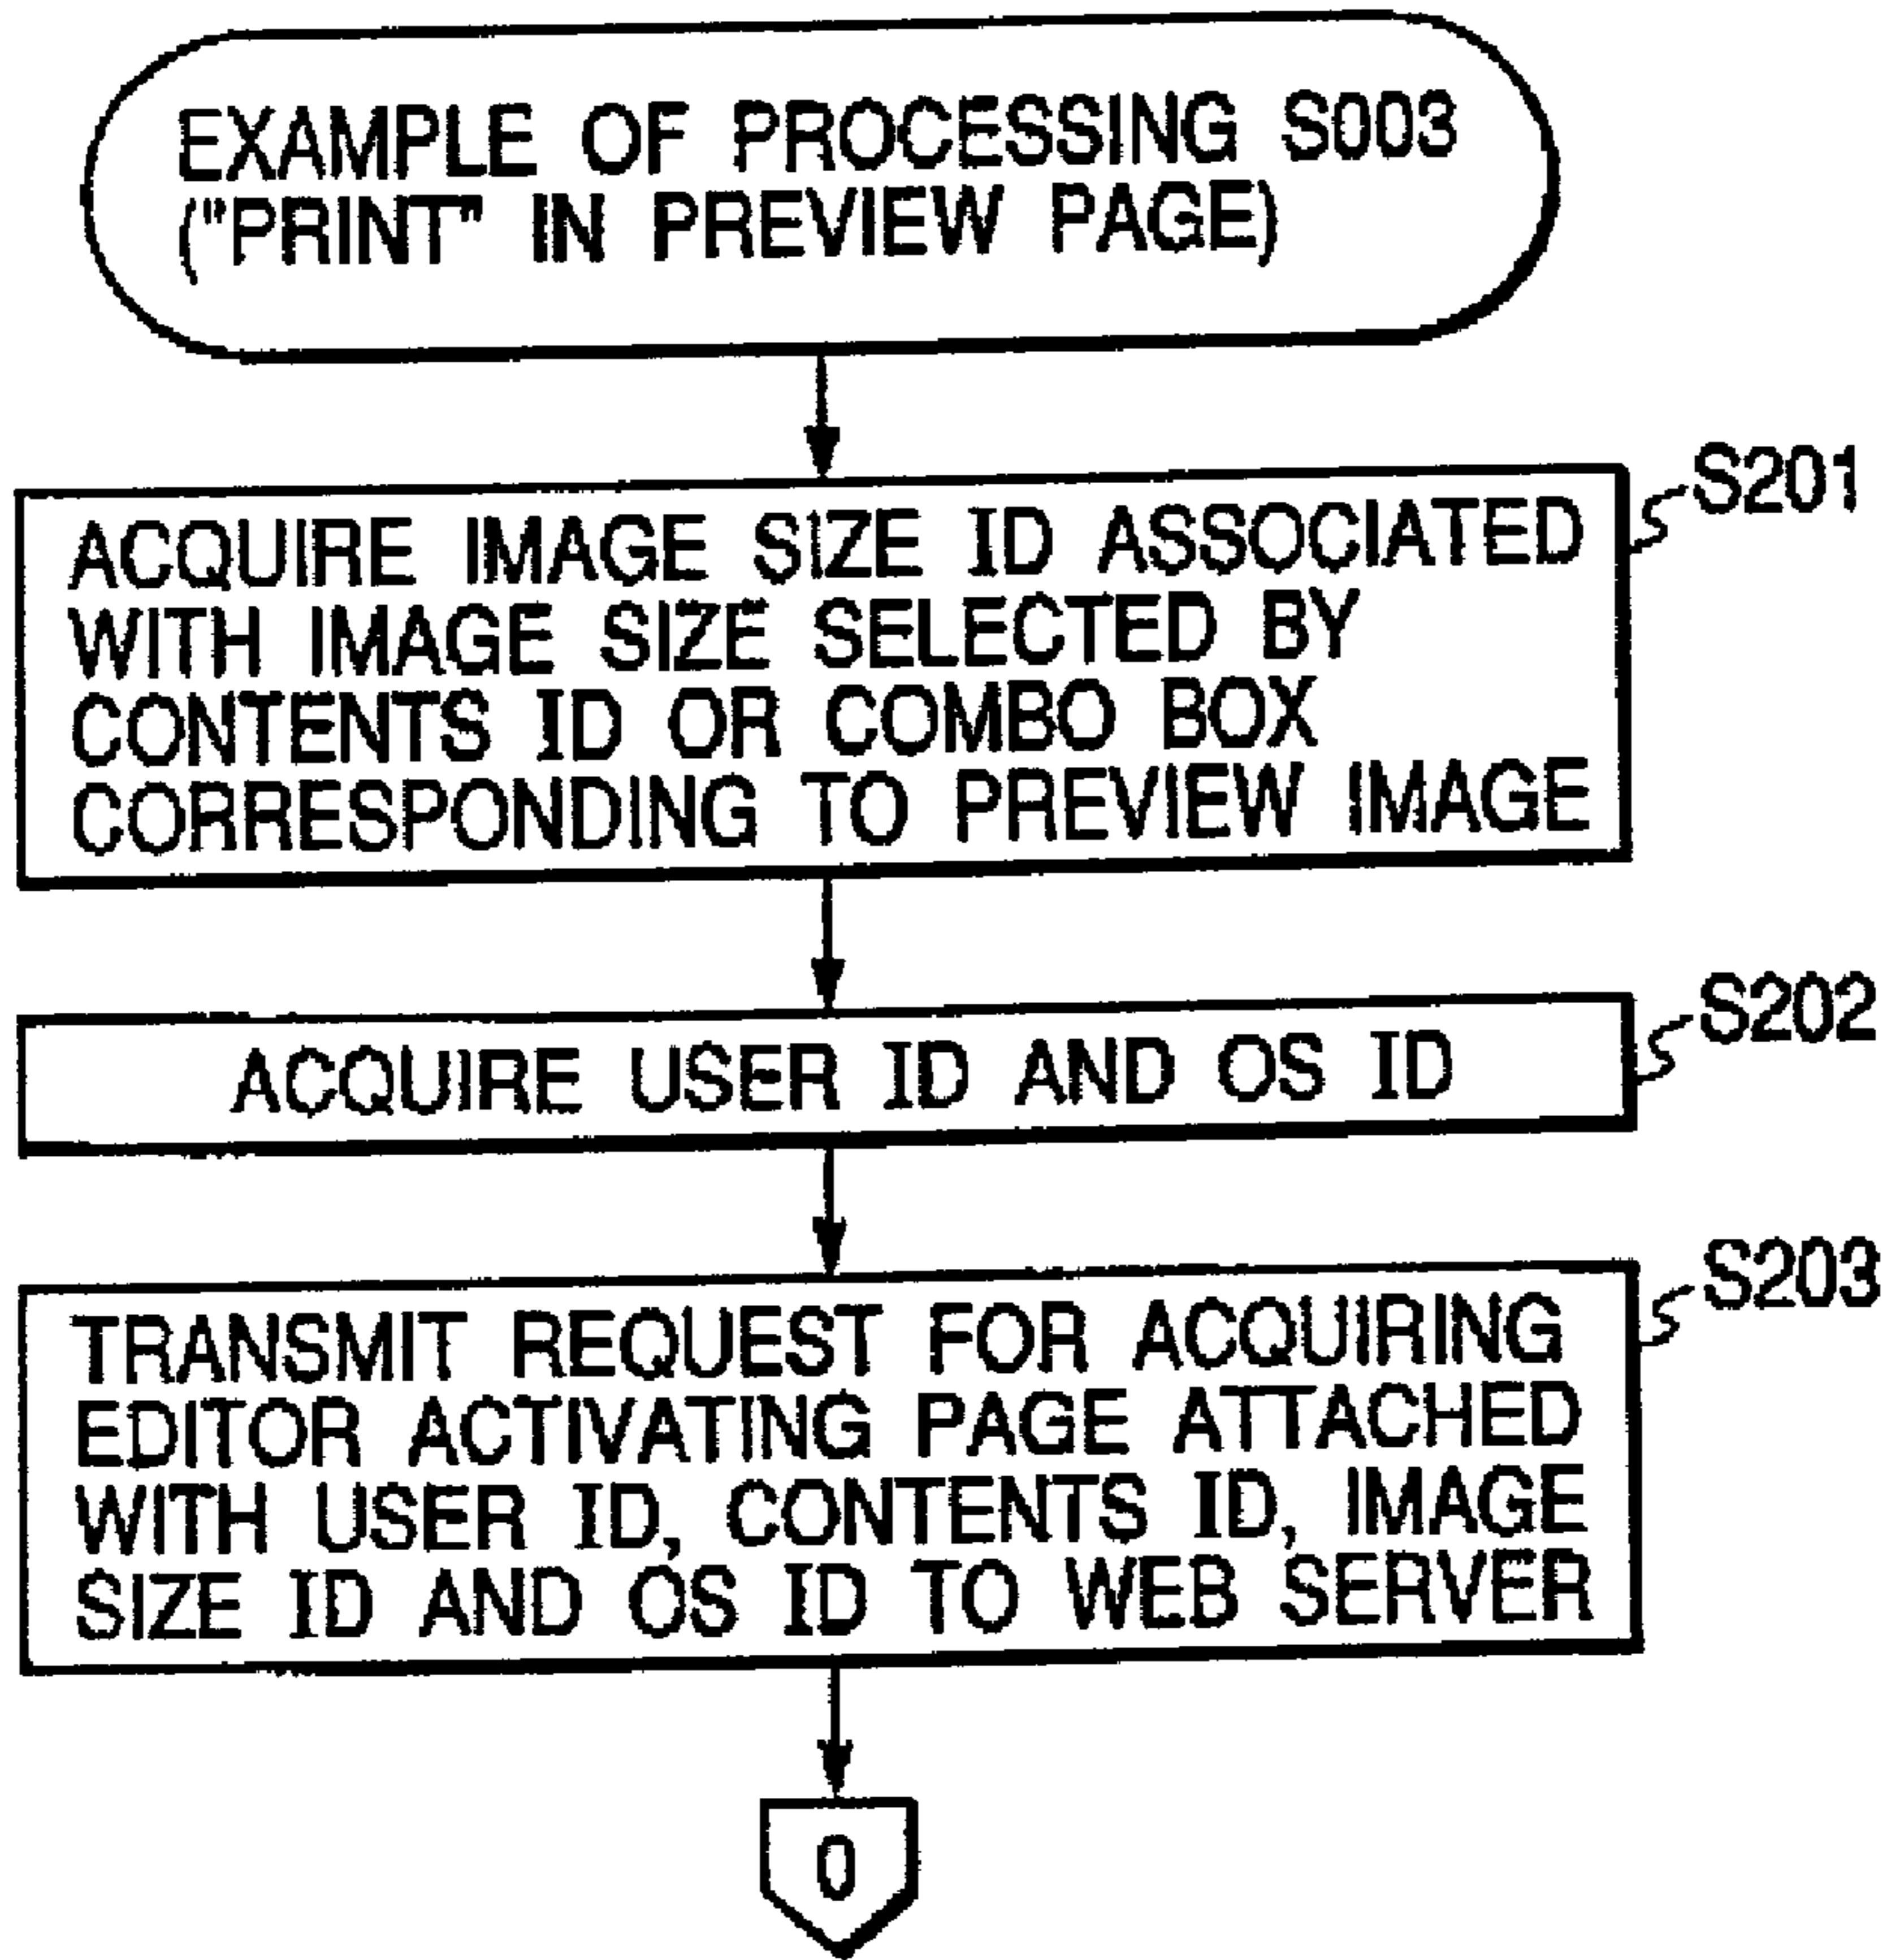 EXAMPLE OF PROCESSING S003
("PRINT" IN PREVIEW PAGE)
S201
ACQUIRE IMAGE SIZE ID ASSOCIATED
WITH IMAGE SIZE SELECTED BY
CONTENTS ID OR COMBO BOX
CORRESPONDING TO PREVIEW IMAGE
S202
ACQUIRE USER ID AND OS ID
S203
TRANSMIT REQUEST FOR ACQUIRING
EDITOR ACTIVATING PAGE ATTACHED
WITH USER ID, CONTENTS ID, IMAGE
SIZE ID AND OS ID TO WEB SERVER
0